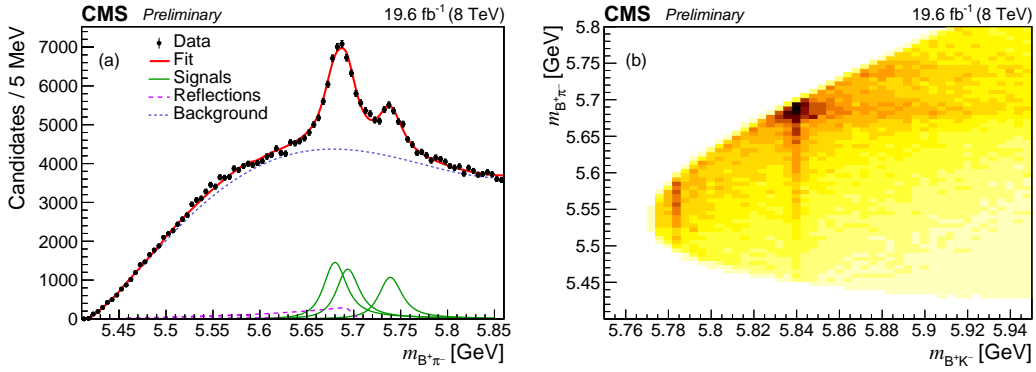 CMS Preliminary 19.6 fb⁻¹ (8 TeV)
(a)
Data
Fit
Signals
Reflections
Background
Candidates / 5 MeV
7000
6000
5000
4000
3000
2000
1000
0
5.45 5.5 5.55 5.6 5.65 5.7 5.75 5.8 5.85
m_B⁺π⁻ [GeV]
CMS Preliminary 19.6 fb⁻¹ (8 TeV)
(b)
m_B⁺π⁻ [GeV]
5.8
5.75
5.7
5.65
5.6
5.55
5.5
5.45
5.4
5.76 5.78 5.8 5.82 5.84 5.86 5.88 5.9 5.92 5.94
m_B⁺K⁻ [GeV]